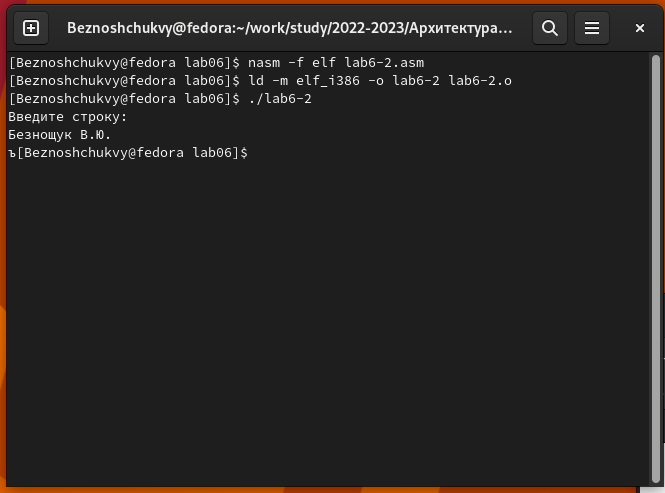 Beznoshchukvy@fedora:~/work/study/2022-2023/Архитектура...
[Beznoshchukvy@fedora lab06]$ nasm -f elf lab6-2.asm
[Beznoshchukvy@fedora lab06]$ ld -m elf_i386 -o lab6-2 lab6-2.o
[Beznoshchukvy@fedora lab06]$ ./lab6-2
Введите строку:
Безнощук В.Ю.
ъ[Beznoshchukvy@fedora lab06]$